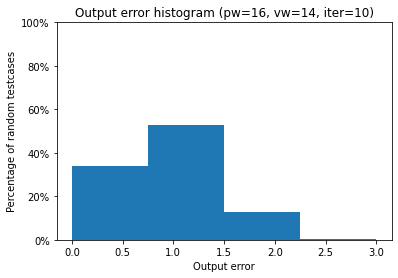 Output error histogram (pw=16, vw=14, iter=10)
100%
80%
60%
40%
20%
0%
Percentage of random testcases
0.0 0.5 1.0 1.5 2.0 2.5 3.0
Output error